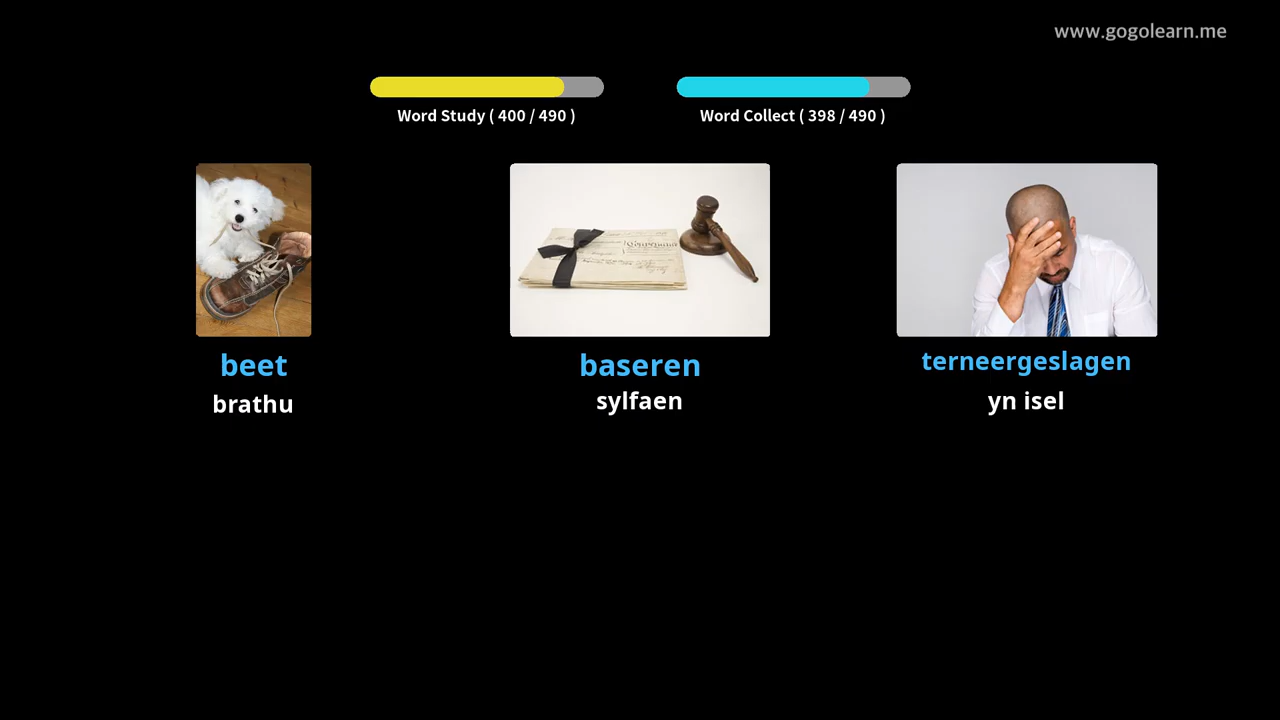 www.gogolearn.me
Word Study ( 400 / 490 )
Word Collect ( 398 / 490 )
beet
baseren
terneergeslagen
brathu
sylfaen
yn isel